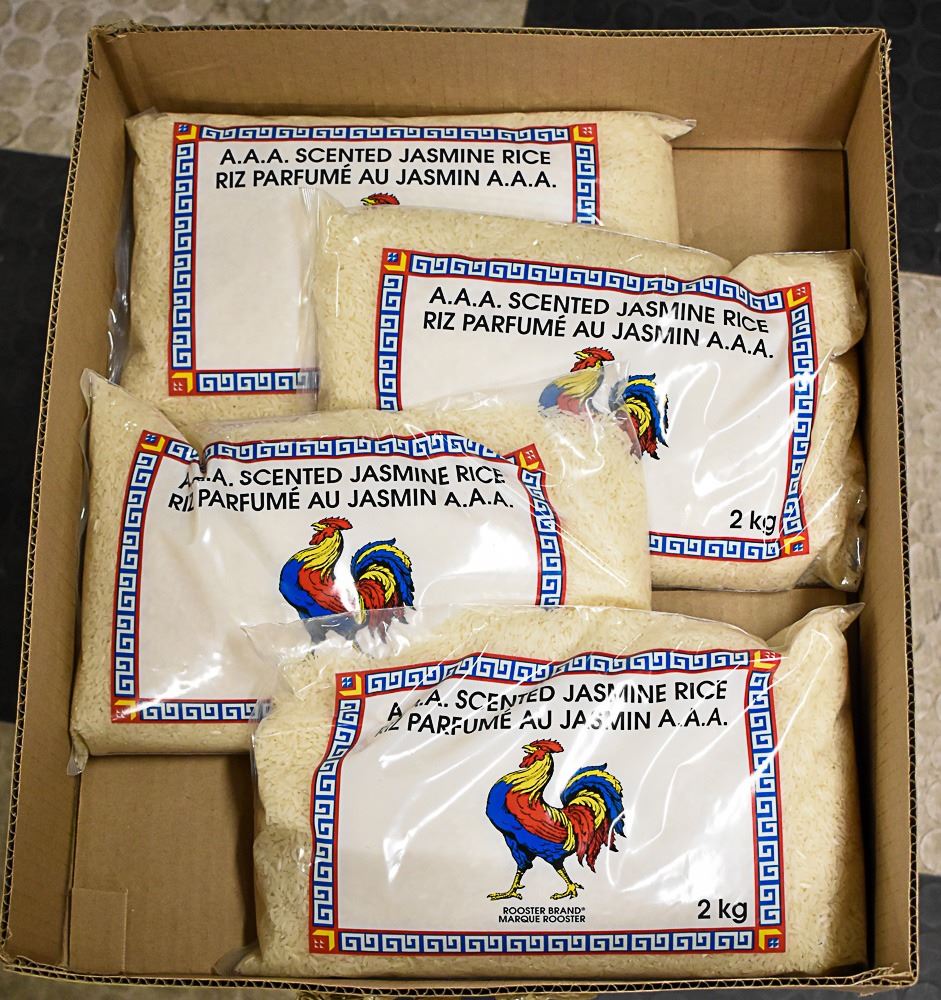 A.A.A. SCENTED JASMINE RICE
RIZ PARFUMÉ AU JASMIN A.A.A.
A.A.A. SCENTED JASMINE RICE
RIZ PARFUMÉ AU JASMIN A.A.A.
2 kg
A.A.A. SCENTED JASMINE RICE
RIZ PARFUMÉ AU JASMIN A.A.A.
A.A.A. SCENTED JASMINE RICE
RIZ PARFUMÉ AU JASMIN A.A.A.
ROOSTER BRAND®
MARQUE ROOSTER
2 kg